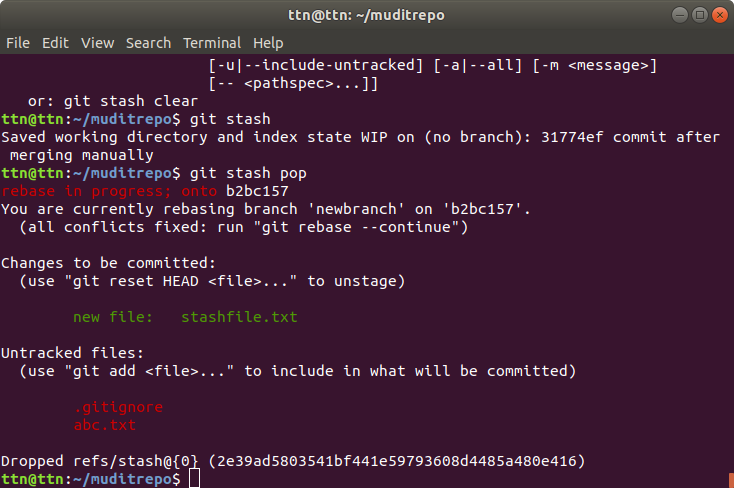 ttn@ttn: ~/muditrepo
File Edit View Search Terminal Help
[-u|--include-untracked] [-a|--all] [-m <message>]
[-- <pathspec>...]]
or: git stash clear
ttn@ttn:~/muditrepo$ git stash
Saved working directory and index state WIP on (no branch): 31774ef commit after
merging manually
ttn@ttn:~/muditrepo$ git stash pop
rebase in progress; onto b2bc157
You are currently rebasing branch 'newbranch' on 'b2bc157'.
(all conflicts fixed: run "git rebase --continue")
Changes to be committed:
(use "git reset HEAD <file>..." to unstage)
new file:   stashfile.txt
Untracked files:
(use "git add <file>..." to include in what will be committed)
.gitignore
abc.txt
Dropped refs/stash@{0} (2e39ad5803541bf441e59793608d4485a480e416)
ttn@ttn:~/muditrepo$